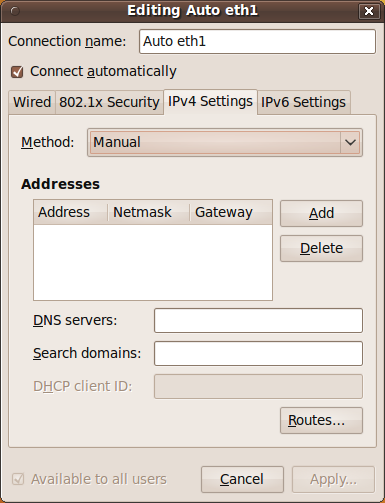 Editing Auto eth1
Connection name: Auto eth1
Connect automatically
Wired 802.1x Security IPv4 Settings IPv6 Settings
Method: Manual
Addresses
Address Netmask Gateway Add
Delete
DNS servers:
Search domains:
DHCP client ID:
Routes...
Available to all users Cancel Apply...